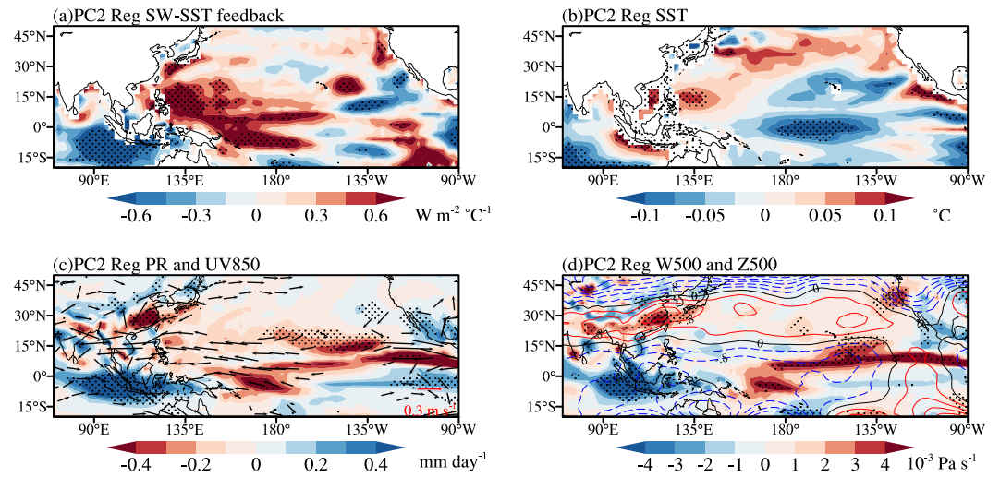 (a)PC2 Reg SW-SST feedback
(b)PC2 Reg SST
45°N
30°N
15°N
0°
15°S
90°E 135°E 180° 135°W 90°W
-0.6 -0.3 0 0.3 0.6 W m-2 °C-1
45°N
30°N
15°N
0°
15°S
90°E 135°E 180° 135°W 90°W
-0.1 -0.05 0 0.05 0.1 °C
(c)PC2 Reg PR and UV850
(d)PC2 Reg W500 and Z500
45°N
30°N
15°N
0°
15°S
0.3 m s-1
90°E 135°E 180° 135°W 90°W
-0.4 -0.2 0 0.2 0.4 mm day-1
45°N
30°N
15°N
0°
15°S
0
0
8
90°E 135°E 180° 135°W 90°W
-4 -3 -2 -1 0 1 2 3 4 10-3 Pa s-1